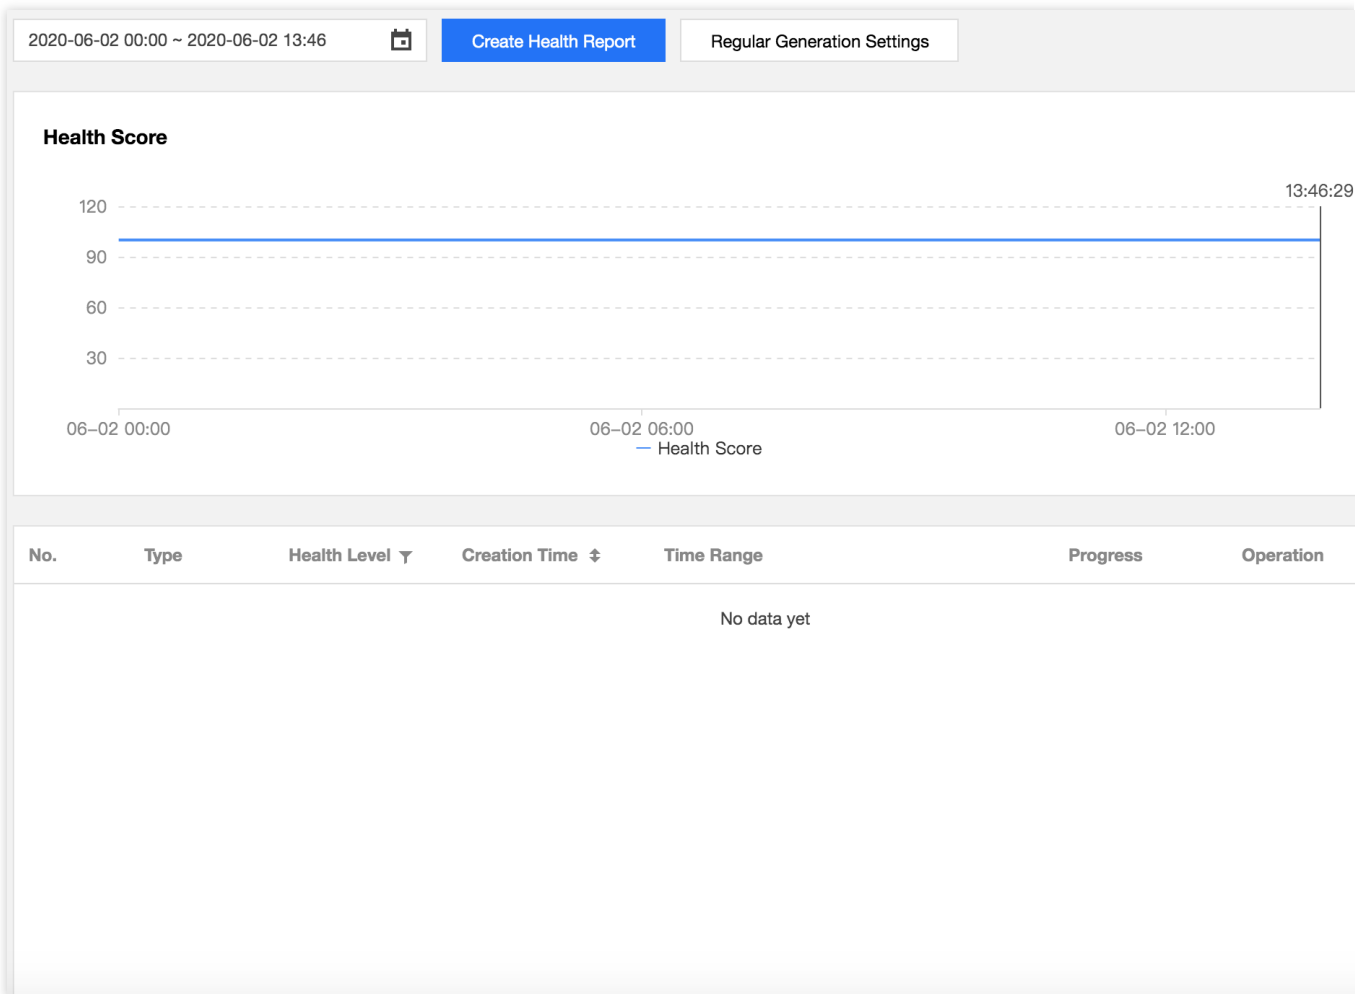 2020-06-02 00:00 ~ 2020-06-02 13:46
Create Health Report
Regular Generation Settings
Health Score
13:46:29
120
90
60
30
06-02 00:00
06-02 06:00
06-02 12:00
Health Score
No. Type Health Level Creation Time Time Range Progress Operation
No data yet